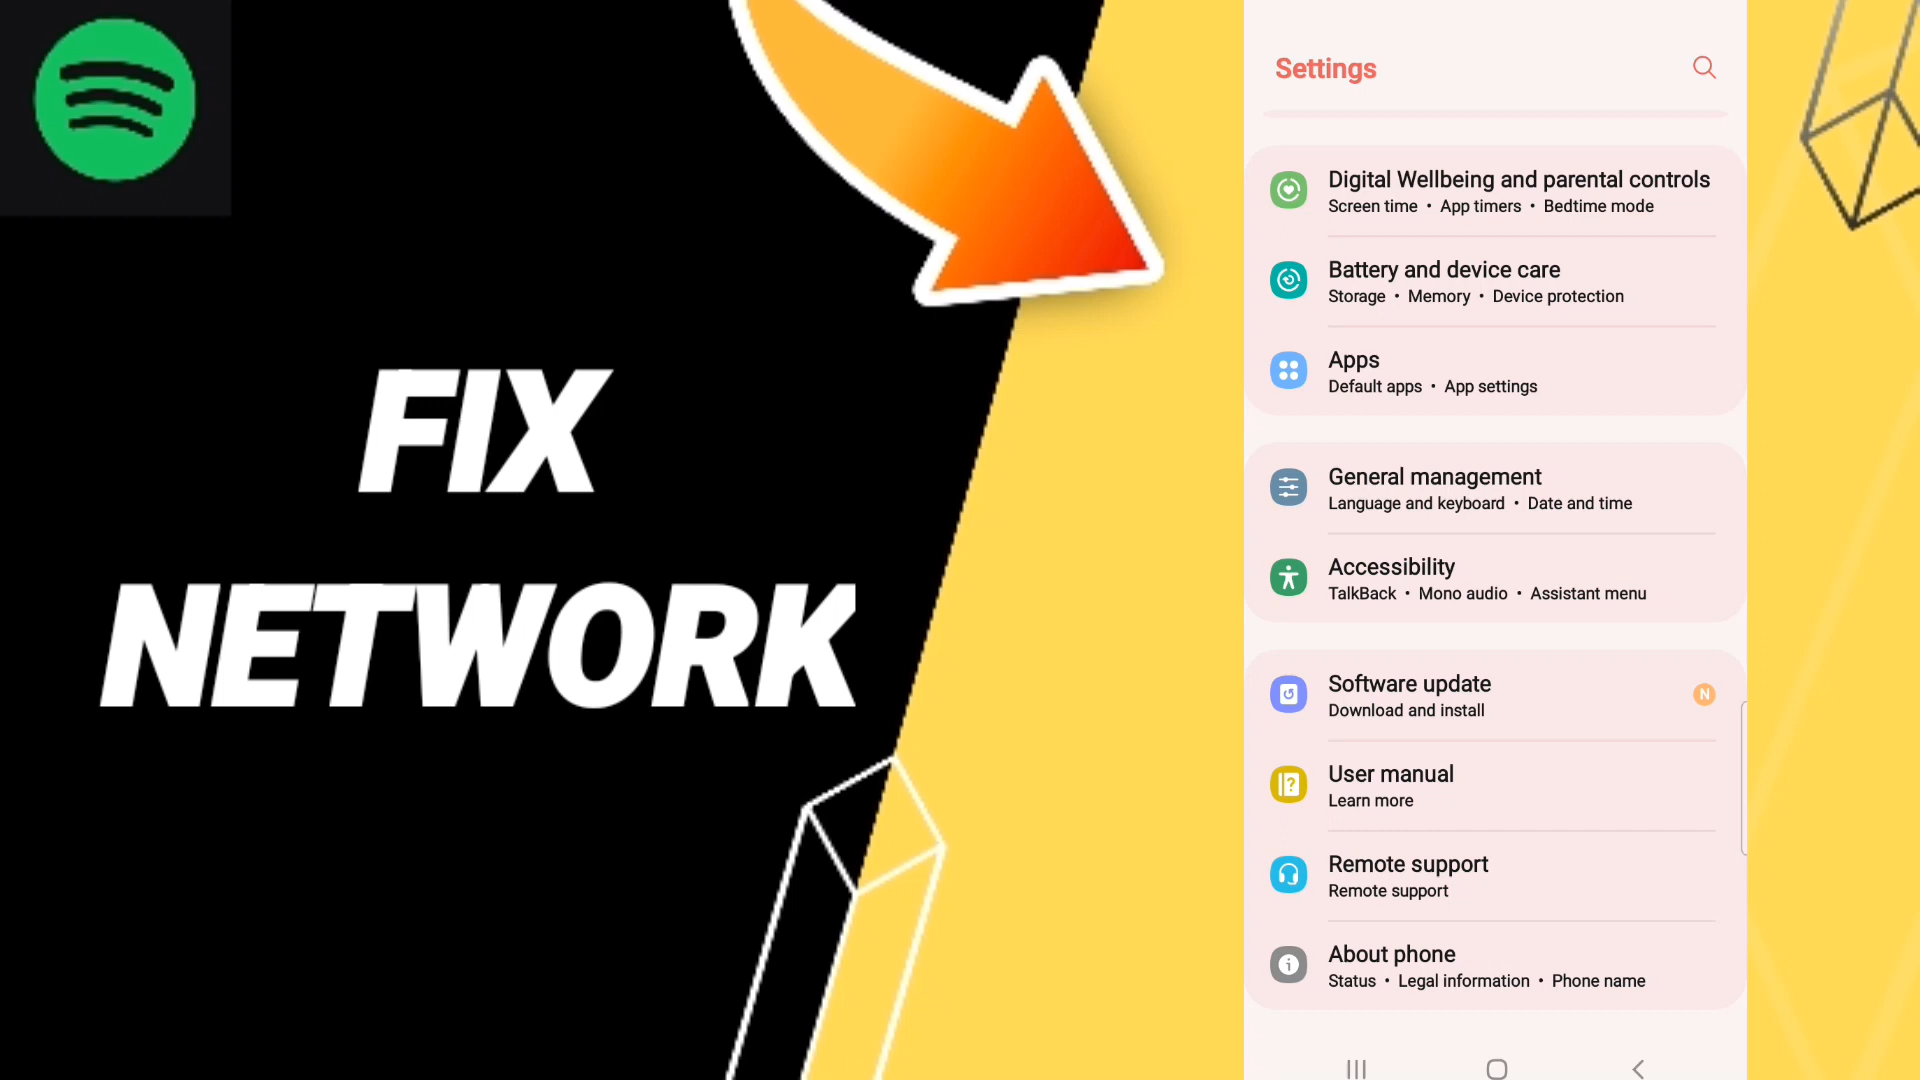 FIX
NETWORK
Settings
Digital Wellbeing and parental controls
Screen time • App timers • Bedtime mode
Battery and device care
Storage • Memory • Device protection
Apps
Default apps • App settings
General management
Language and keyboard • Date and time
Accessibility
TalkBack • Mono audio • Assistant menu
Software update
N
Download and install
User manual
Learn more
Remote support
Remote support
About phone
Status • Legal information • Phone name